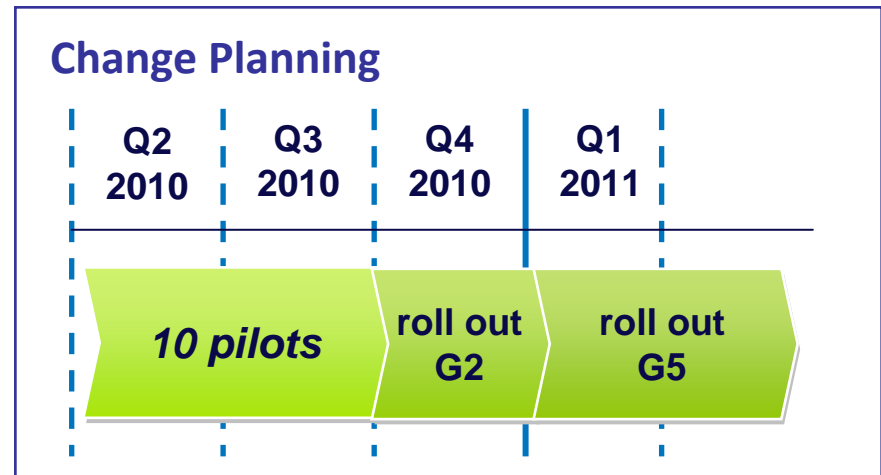 Change Planning
Q2
2010
Q3
2010
Q4
2010
Q1
2011
10 pilots
roll out
G2
roll out
G5